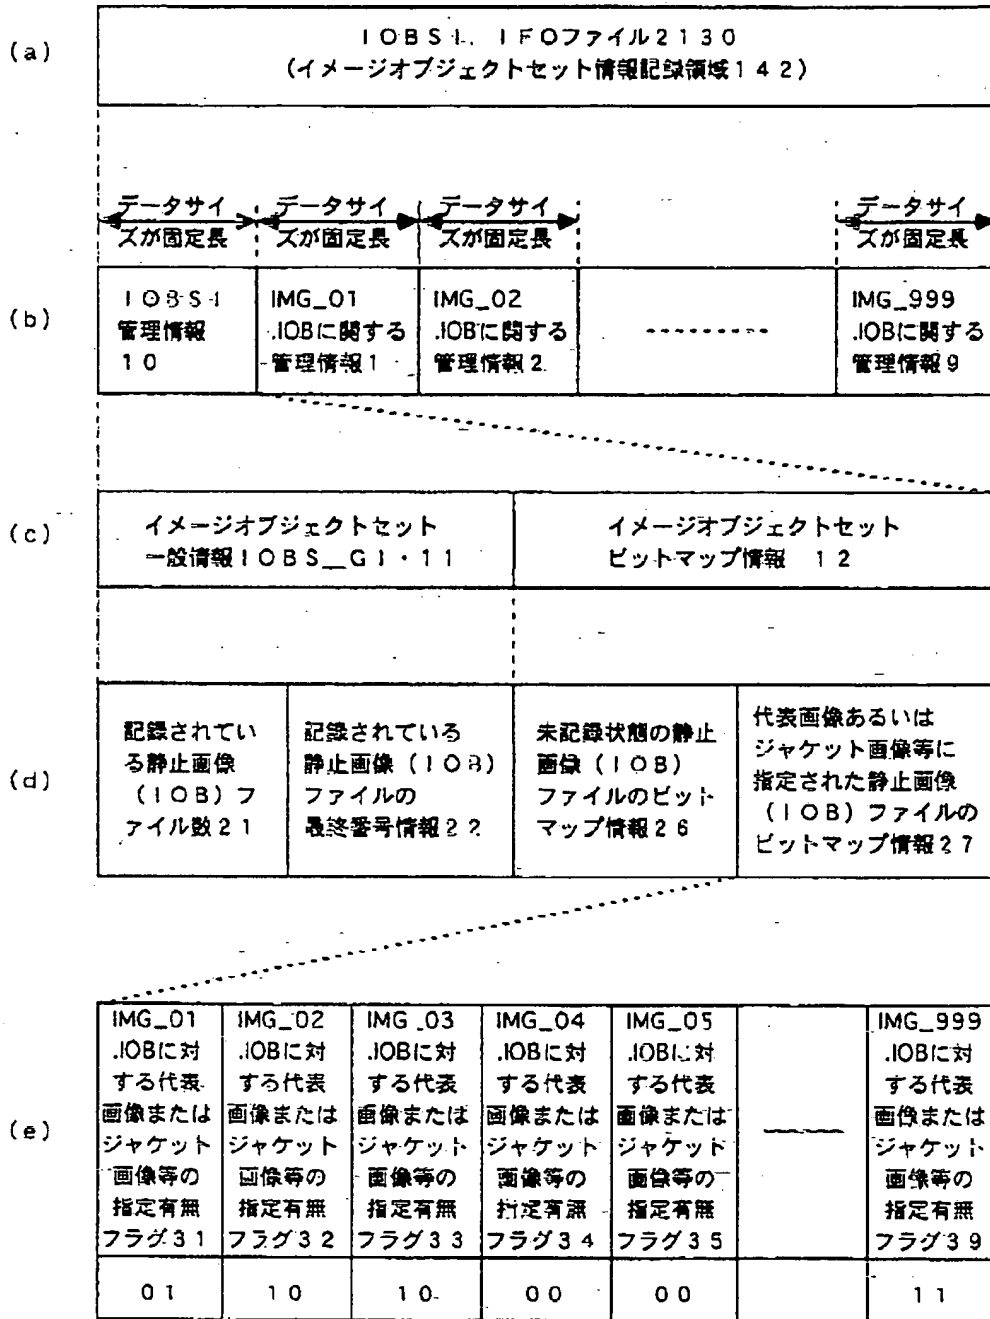 (a)
IOBSI. IFOファイル2130
(イメージオブジェクトセット情報記録領域142)
データサイ
ズが固定長
データサイ
ズが固定長
データサイ
ズが固定長
データサイ
ズが固定長
(b)
IOBSI
管理情報
10
IMG_01
.IOBに関する
管理情報1
IMG_02
.IOBに関する
管理情報2
IMG_999
.IOBに関する
管理情報9
(c)
イメージオブジェクトセット
一般情報IOBS__GI・11
イメージオブジェクトセット
ビットマップ情報 12
(d)
記録されてい
る静止画像
(IOB)フ
ァイル数21
記録されている
静止画像(IOB)
ファイルの
最終番号情報22
未記録状態の静止
画像(IOB)
ファイルのビット
マップ情報26
代表画像あるいは
ジャケット画像等に
指定された静止画像
(IOB)ファイルの
ビットマップ情報27
(e)
IMG_01
.IOBに対
する代表
画像または
ジャケット
画像等の
指定有無
フラグ31
01
IMG_02
.IOBに対
する代表
画像または
ジャケット
画像等の
指定有無
フラグ32
10
IMG_03
.IOBに対
する代表
画像または
ジャケット
画像等の
指定有無
フラグ33
10
IMG_04
.IOBに対
する代表
画像または
ジャケット
画像等の
指定有無
フラグ34
00
IMG_05
.IOBに対
する代表
画像または
ジャケット
画像等の
指定有無
フラグ35
00
IMG_999
.IOBに対
する代表
画像または
ジャケット
画像等の
指定有無
フラグ39
11